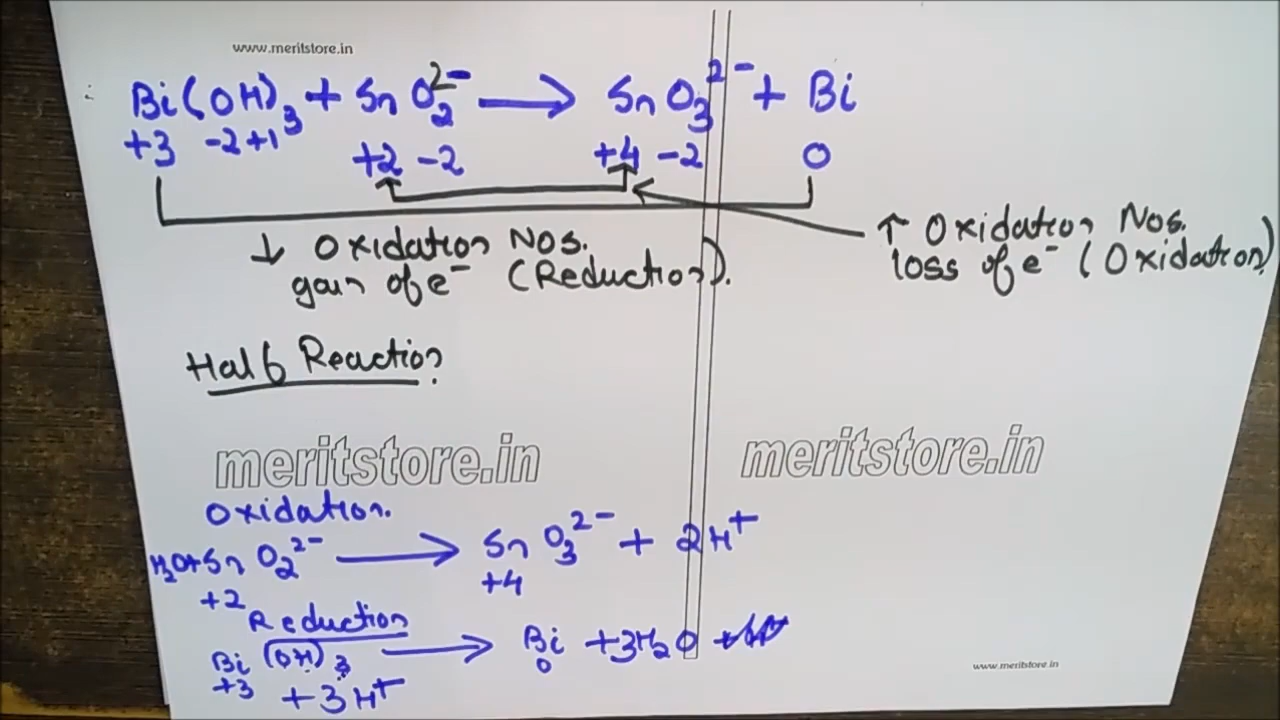 www.meritstore.in
Bi(OH)3 + SnO2^2- ⟶ SnO3^2- + Bi
+3 -2+1 +2 -2 +4 -2 0
↓ Oxidation Nos.
gain of e- (Reduction).
↑ Oxidation Nos.
loss of e- (Oxidation)
Half Reaction
meritstore.in meritstore.in
Oxidation.
H2O+SnO2^2- ⟶ SnO3^2- + 2H+
+2 +4
Reduction
Bi(OH)3 ⟶ Bi +3H2O
+3 0
+3H+
www.meritstore.in